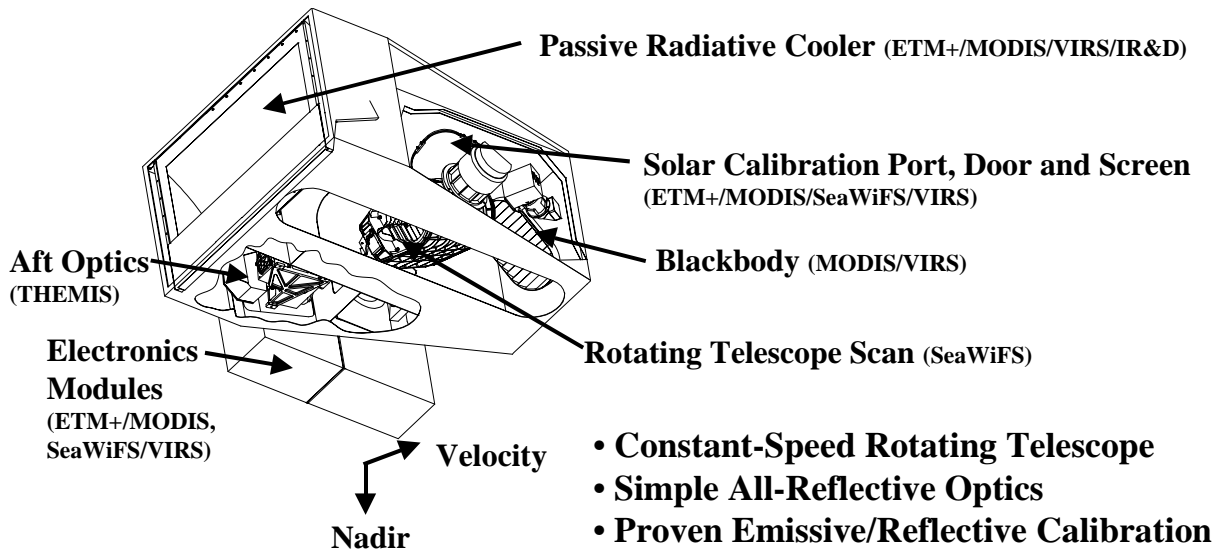 Passive Radiative Cooler (ETM+/MODIS/VIRS/IR&D)
Solar Calibration Port, Door and Screen
(ETM+/MODIS/SeaWiFS/VIRS)
Blackbody (MODIS/VIRS)
Aft Optics
(THEMIS)
Rotating Telescope Scan (SeaWiFS)
Electronics
Modules
(ETM+/MODIS,
SeaWiFS/VIRS)
Velocity
Nadir
• Constant-Speed Rotating Telescope
• Simple All-Reflective Optics
• Proven Emissive/Reflective Calibration